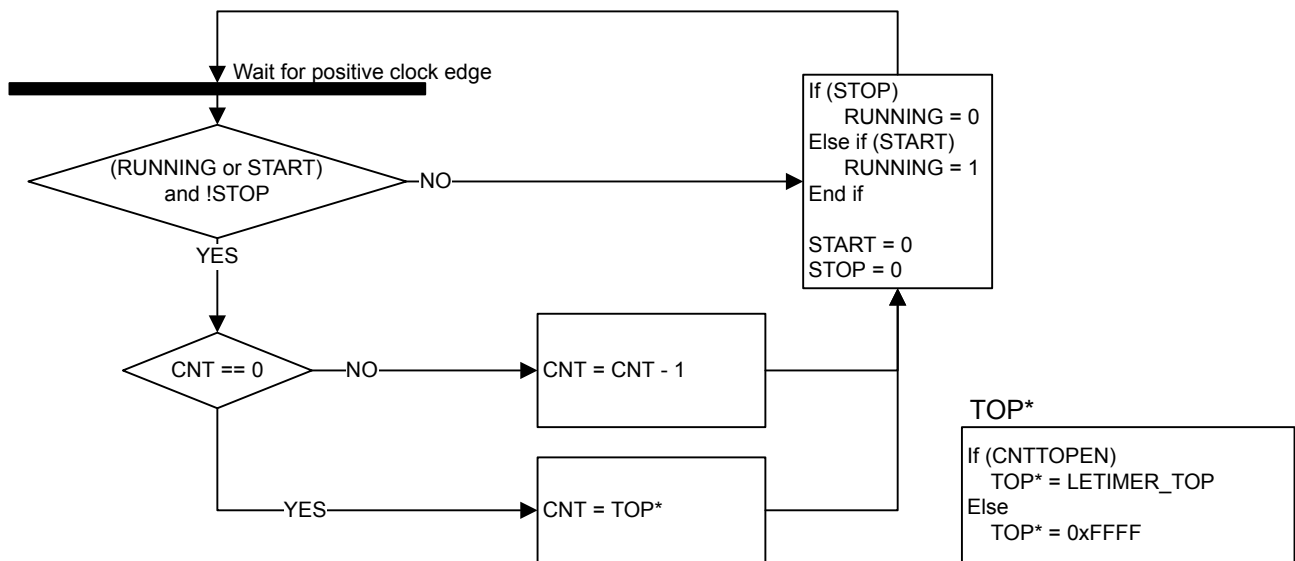 Wait for positive clock edge
If (STOP)
RUNNING = 0
Else if (START)
RUNNING = 1
End if
START = 0
STOP = 0
(RUNNING or START)
and !STOP
NO
YES
CNT == 0
NO
CNT = CNT - 1
YES
CNT = TOP*
TOP*
If (CNTTOPEN)
TOP* = LETIMER_TOP
Else
TOP* = 0xFFFF